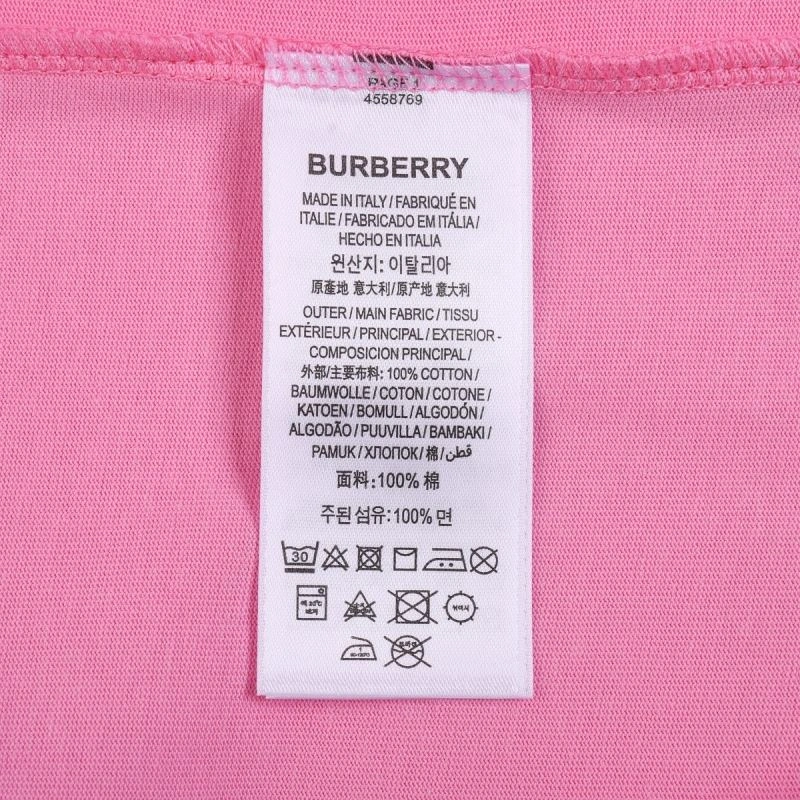 PAGE 1
4558769
BURBERRY
MADE IN ITALY / FABRIQUÉ EN
ITALIE / FABRICADO EM ITÁLIA /
HECHO EN ITALIA
원산지: 이탈리아
原產地 意大利/原产地 意大利
OUTER / MAIN FABRIC / TISSU
EXTÉRIEUR / PRINCIPAL / EXTERIOR -
COMPOSICION PRINCIPAL /
外部/主要布料: 100% COTTON /
BAUMWOLLE / COTON / COTONE /
KATOEN / BOMULL / ALGODÓN /
ALGODÃO / PUUVILLA / BAMBAKI /
PAMUK / ХЛОПОК / 棉 / قطن
面料:100% 棉
주된 섬유:100% 면
30